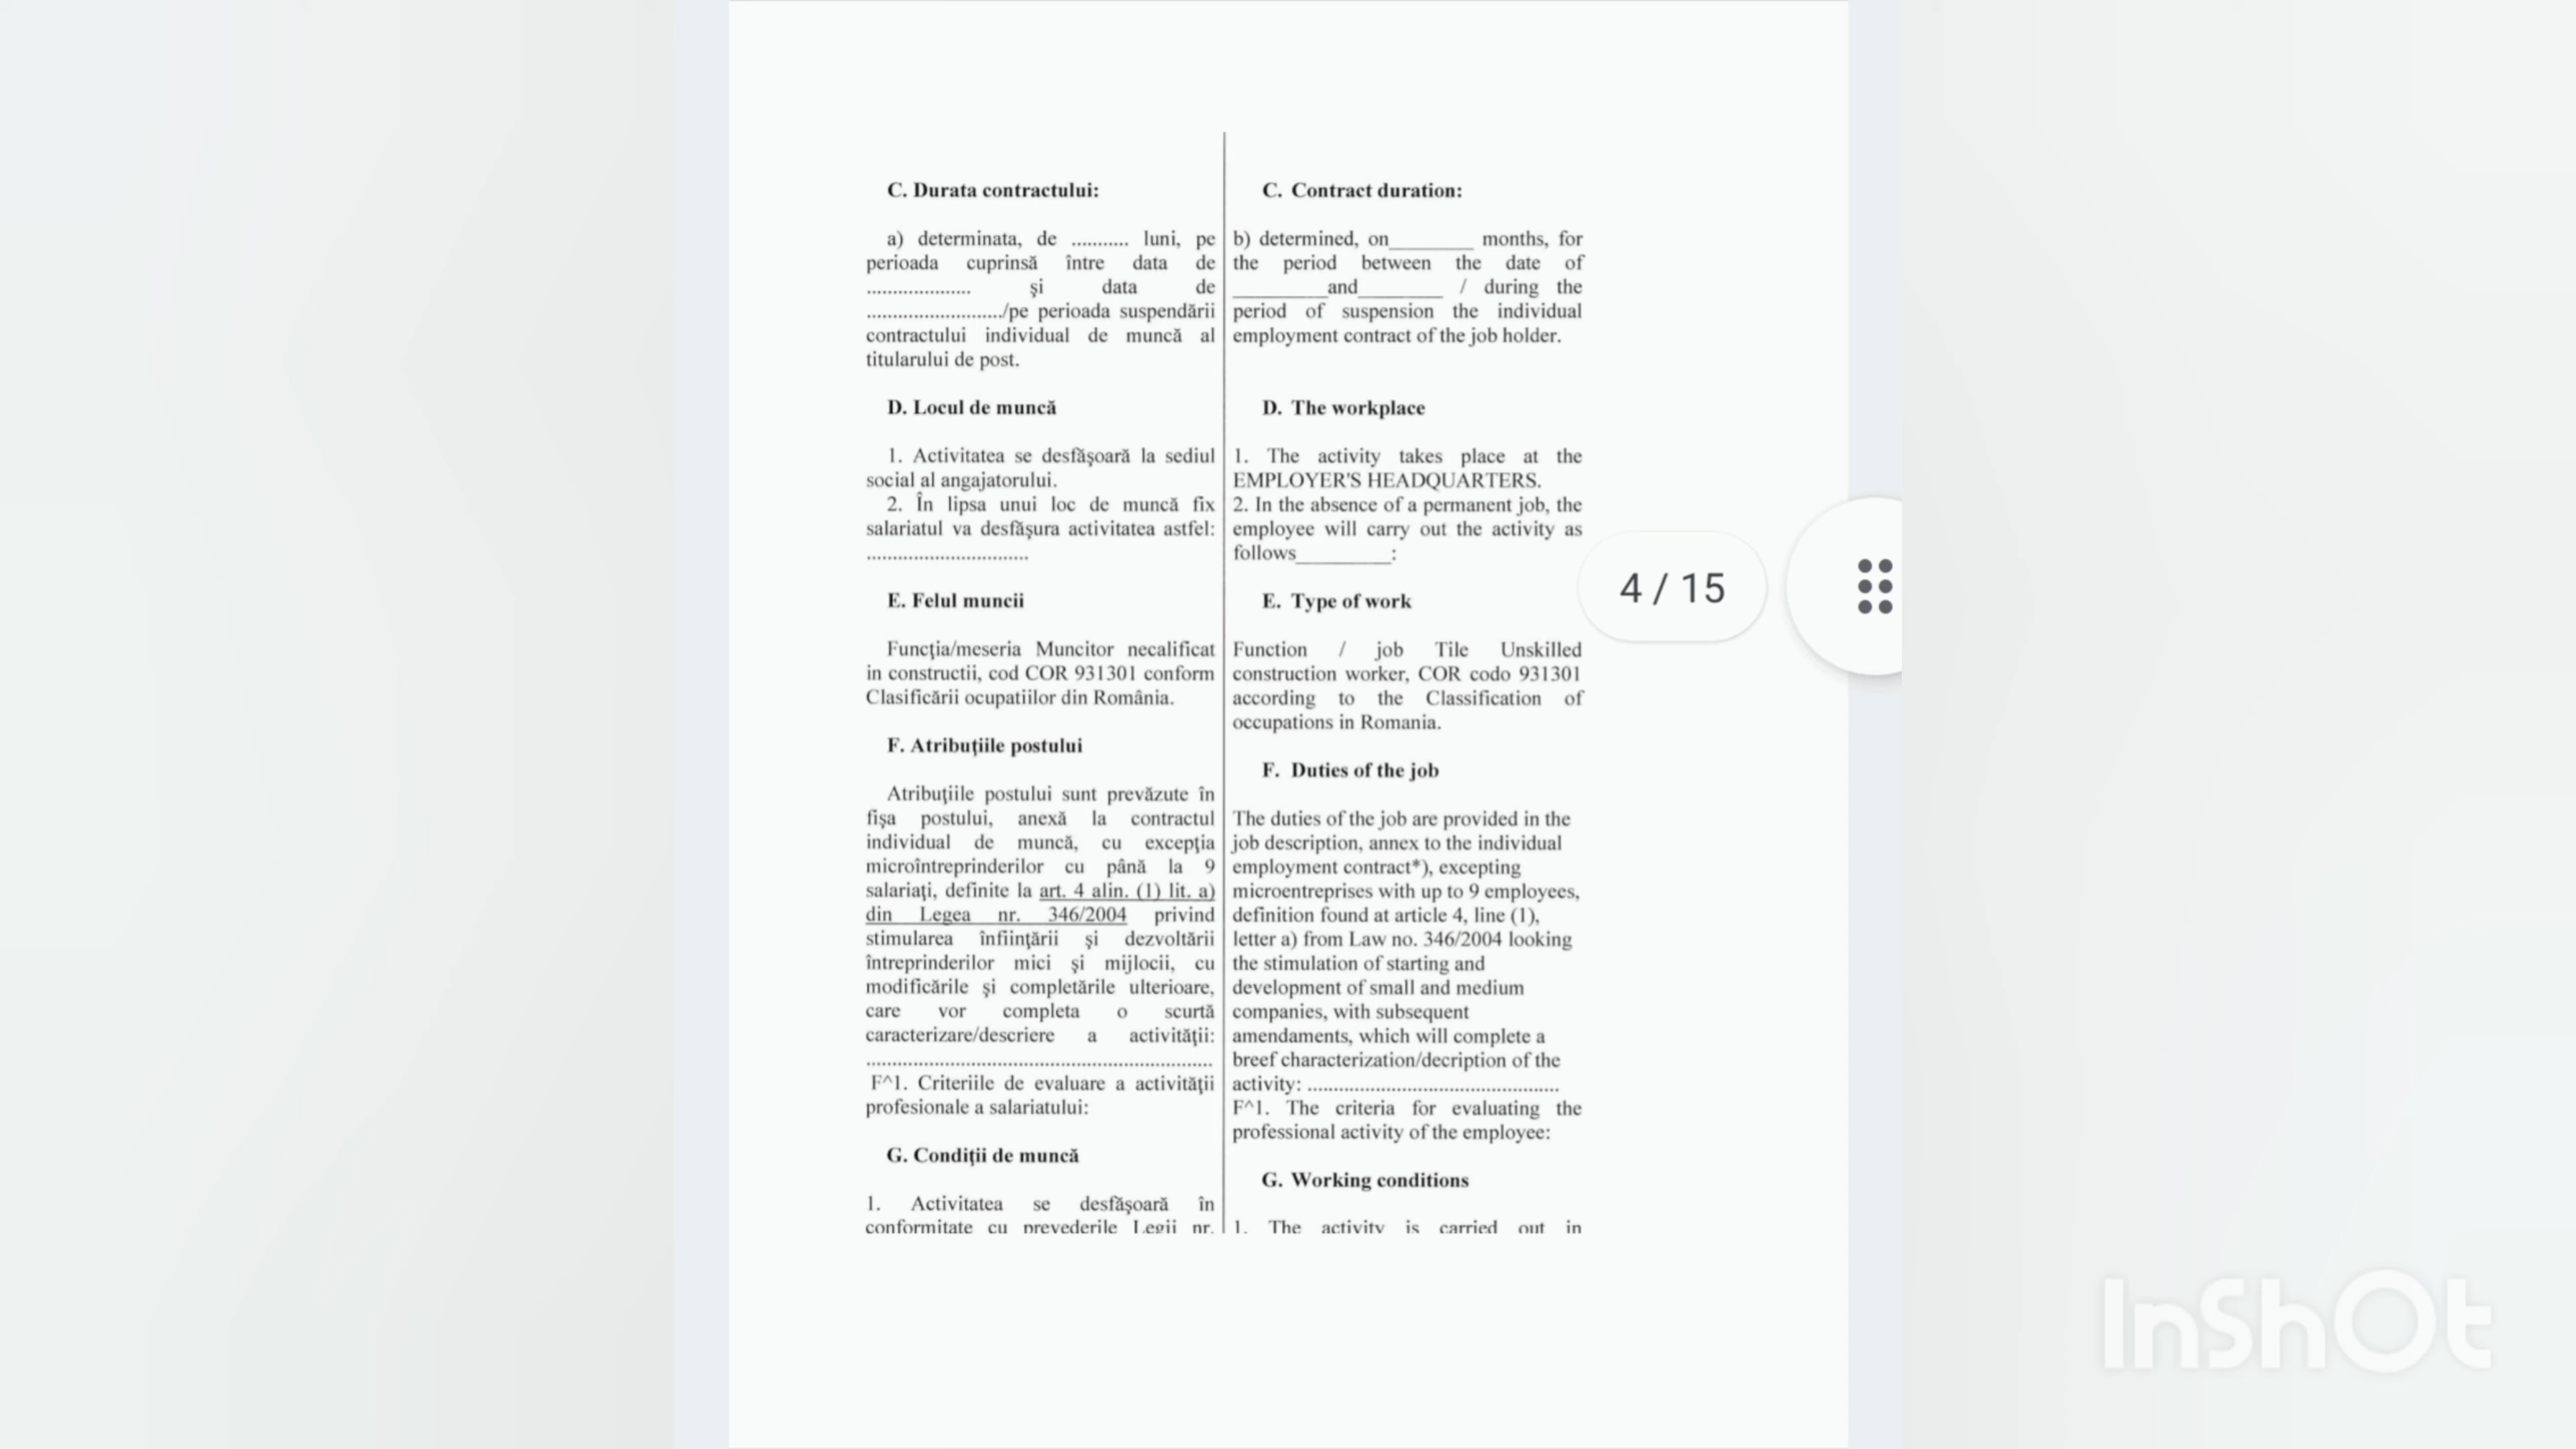 C. Durata contractului:
a) determinata, de ........... luni, pe
perioada cuprinsă între data de
.................... şi data de
........................../pe perioada suspendării
contractului individual de muncă al
titularului de post.
D. Locul de muncă
1. Activitatea se desfăşoară la sediul
social al angajatorului.
2. În lipsa unui loc de muncă fix
salariatul va desfăşura activitatea astfel:
...............................
E. Felul muncii
Funcţia/meseria Muncitor necalificat
in constructii, cod COR 931301 conform
Clasificării ocupatiilor din România.
F. Atribuţiile postului
Atribuţiile postului sunt prevăzute în
fişa postului, anexă la contractul
individual de muncă, cu excepţia
microîntreprinderilor cu până la 9
salariaţi, definite la art. 4 alin. (1) lit. a)
din Legea nr. 346/2004 privind
stimularea înfiinţării şi dezvoltării
întreprinderilor mici şi mijlocii, cu
modificările şi completările ulterioare,
care vor completa o scurtă
caracterizare/descriere a activităţii:
..................................................................
F^1. Criteriile de evaluare a activităţii
profesionale a salariatului:
G. Condiţii de muncă
1. Activitatea se desfăşoară în
conformitate cu prevederile Legii nr.
C. Contract duration:
b) determined, on________ months, for
the period between the date of
_________and________ / during the
period of suspension the individual
employment contract of the job holder.
D. The workplace
1. The activity takes place at the
EMPLOYER'S HEADQUARTERS.
2. In the absence of a permanent job, the
employee will carry out the activity as
follows_________:
E. Type of work
Function / job Tile Unskilled
construction worker, COR codo 931301
according to the Classification of
occupations in Romania.
F. Duties of the job
The duties of the job are provided in the
job description, annex to the individual
employment contract*), excepting
microentreprises with up to 9 employees,
definition found at article 4, line (1),
letter a) from Law no. 346/2004 looking
the stimulation of starting and
development of small and medium
companies, with subsequent
amendaments, which will complete a
breef characterization/decription of the
activity: ................................................
F^1. The criteria for evaluating the
professional activity of the employee:
G. Working conditions
1. The activity is carried out in
4 / 15
InShOt